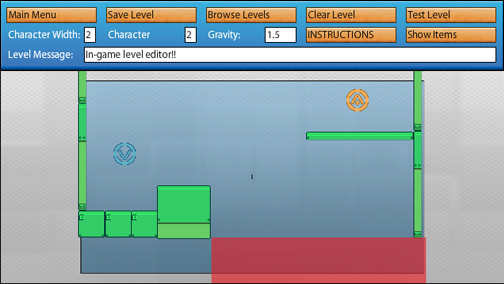 Main Menu Save Level Browse Levels Clear Level Test Level
Character Width: 2 Character 2 Gravity: 1.5 INSTRUCTIONS Show Items
Level Message: In-game level editor!!